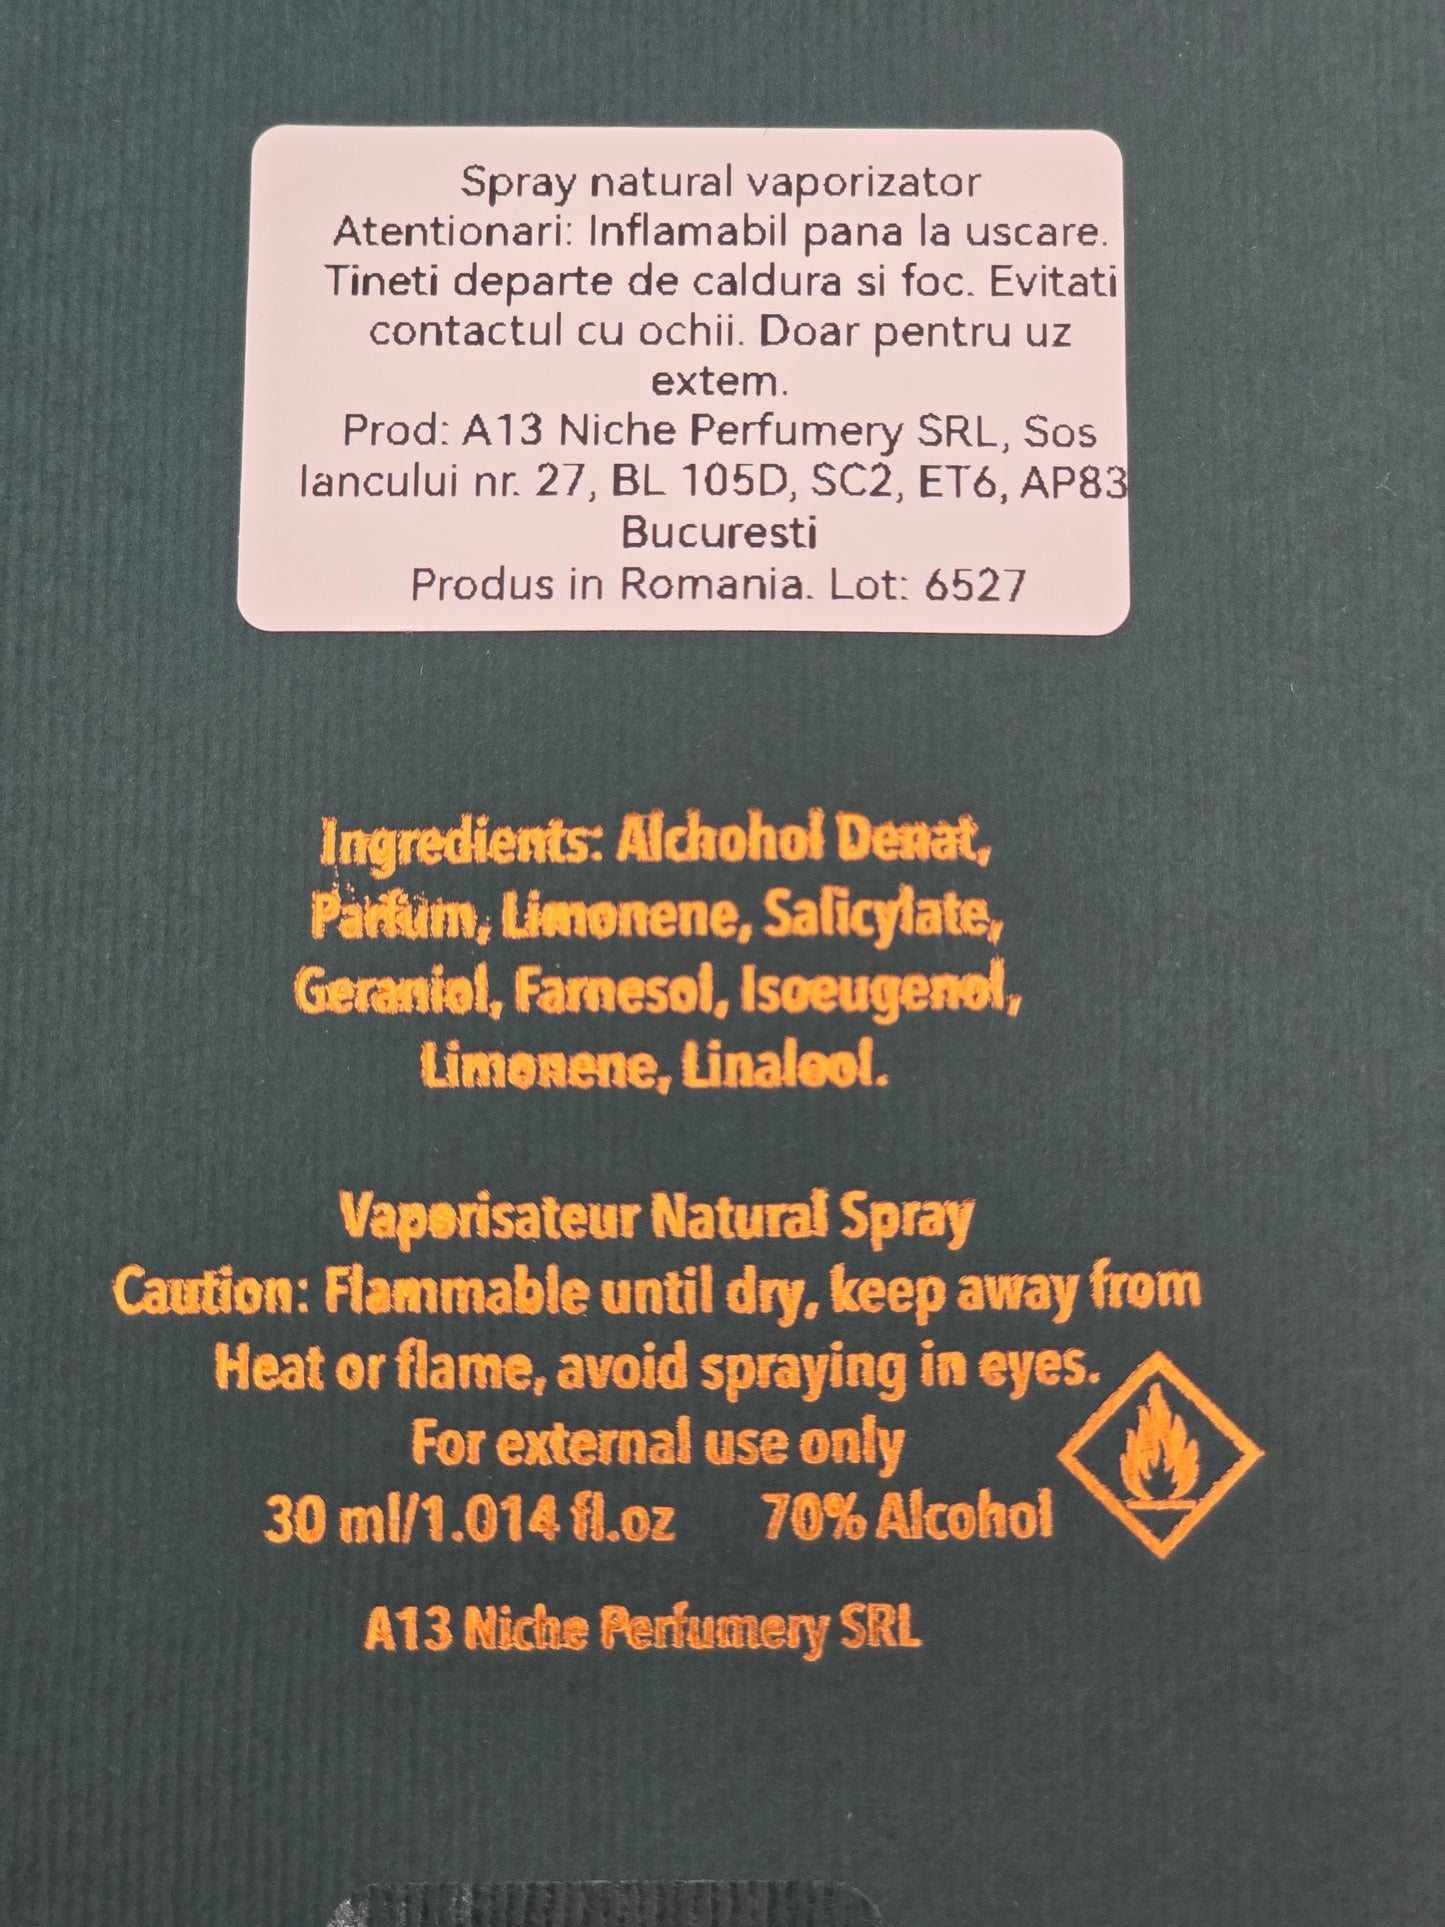 Spray natural vaporizator
Atentionari: Inflamabil pana la uscare.
Tineti departe de caldura si foc. Evitati
contactul cu ochii. Doar pentru uz
extem.
Prod: A13 Niche Perfumery SRL, Sos
Iancului nr. 27, BL 105D, SC2, ET6, AP83
Bucuresti
Produs in Romania. Lot: 6527
Ingredients: Alchohol Denat,
Parfum, Limonene, Salicylate,
Geraniol, Farnesol, Isoeugenol,
Limonene, Linalool.
Vaporisateur Natural Spray
Caution: Flammable until dry, keep away from
Heat or flame, avoid spraying in eyes.
For external use only
30 ml/1.014 fl.oz 70% Alcohol
A13 Niche Perfumery SRL